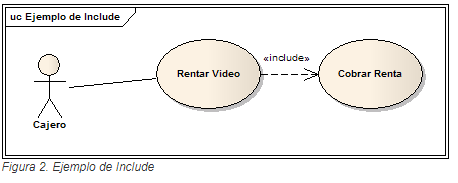 uc Ejemplo de Include
«include»
Rentar Video
Cobrar Renta
Cajero
Figura 2. Ejemplo de Include